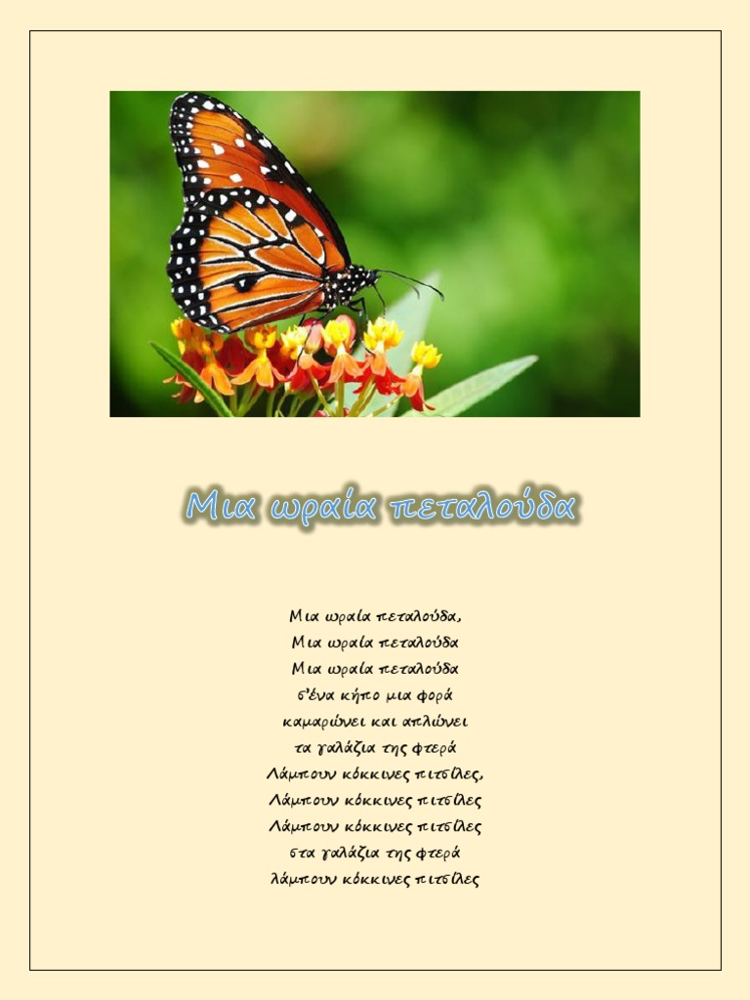 Μια ωραία πεταλούδα
Μια ωραία πεταλούδα,
Μια ωραία πεταλούδα
Μια ωραία πεταλούδα
σ'ένα κήπο μια φορά
καμαρώνει και απλώνει
τα γαλάζια της φτερά
Λάμπουν κόκκινες πιτσίλες,
Λάμπουν κόκκινες πιτσίλες
Λάμπουν κόκκινες πιτσίλες
στα γαλάζια της φτερά
λάμπουν κόκκινες πιτσίλες